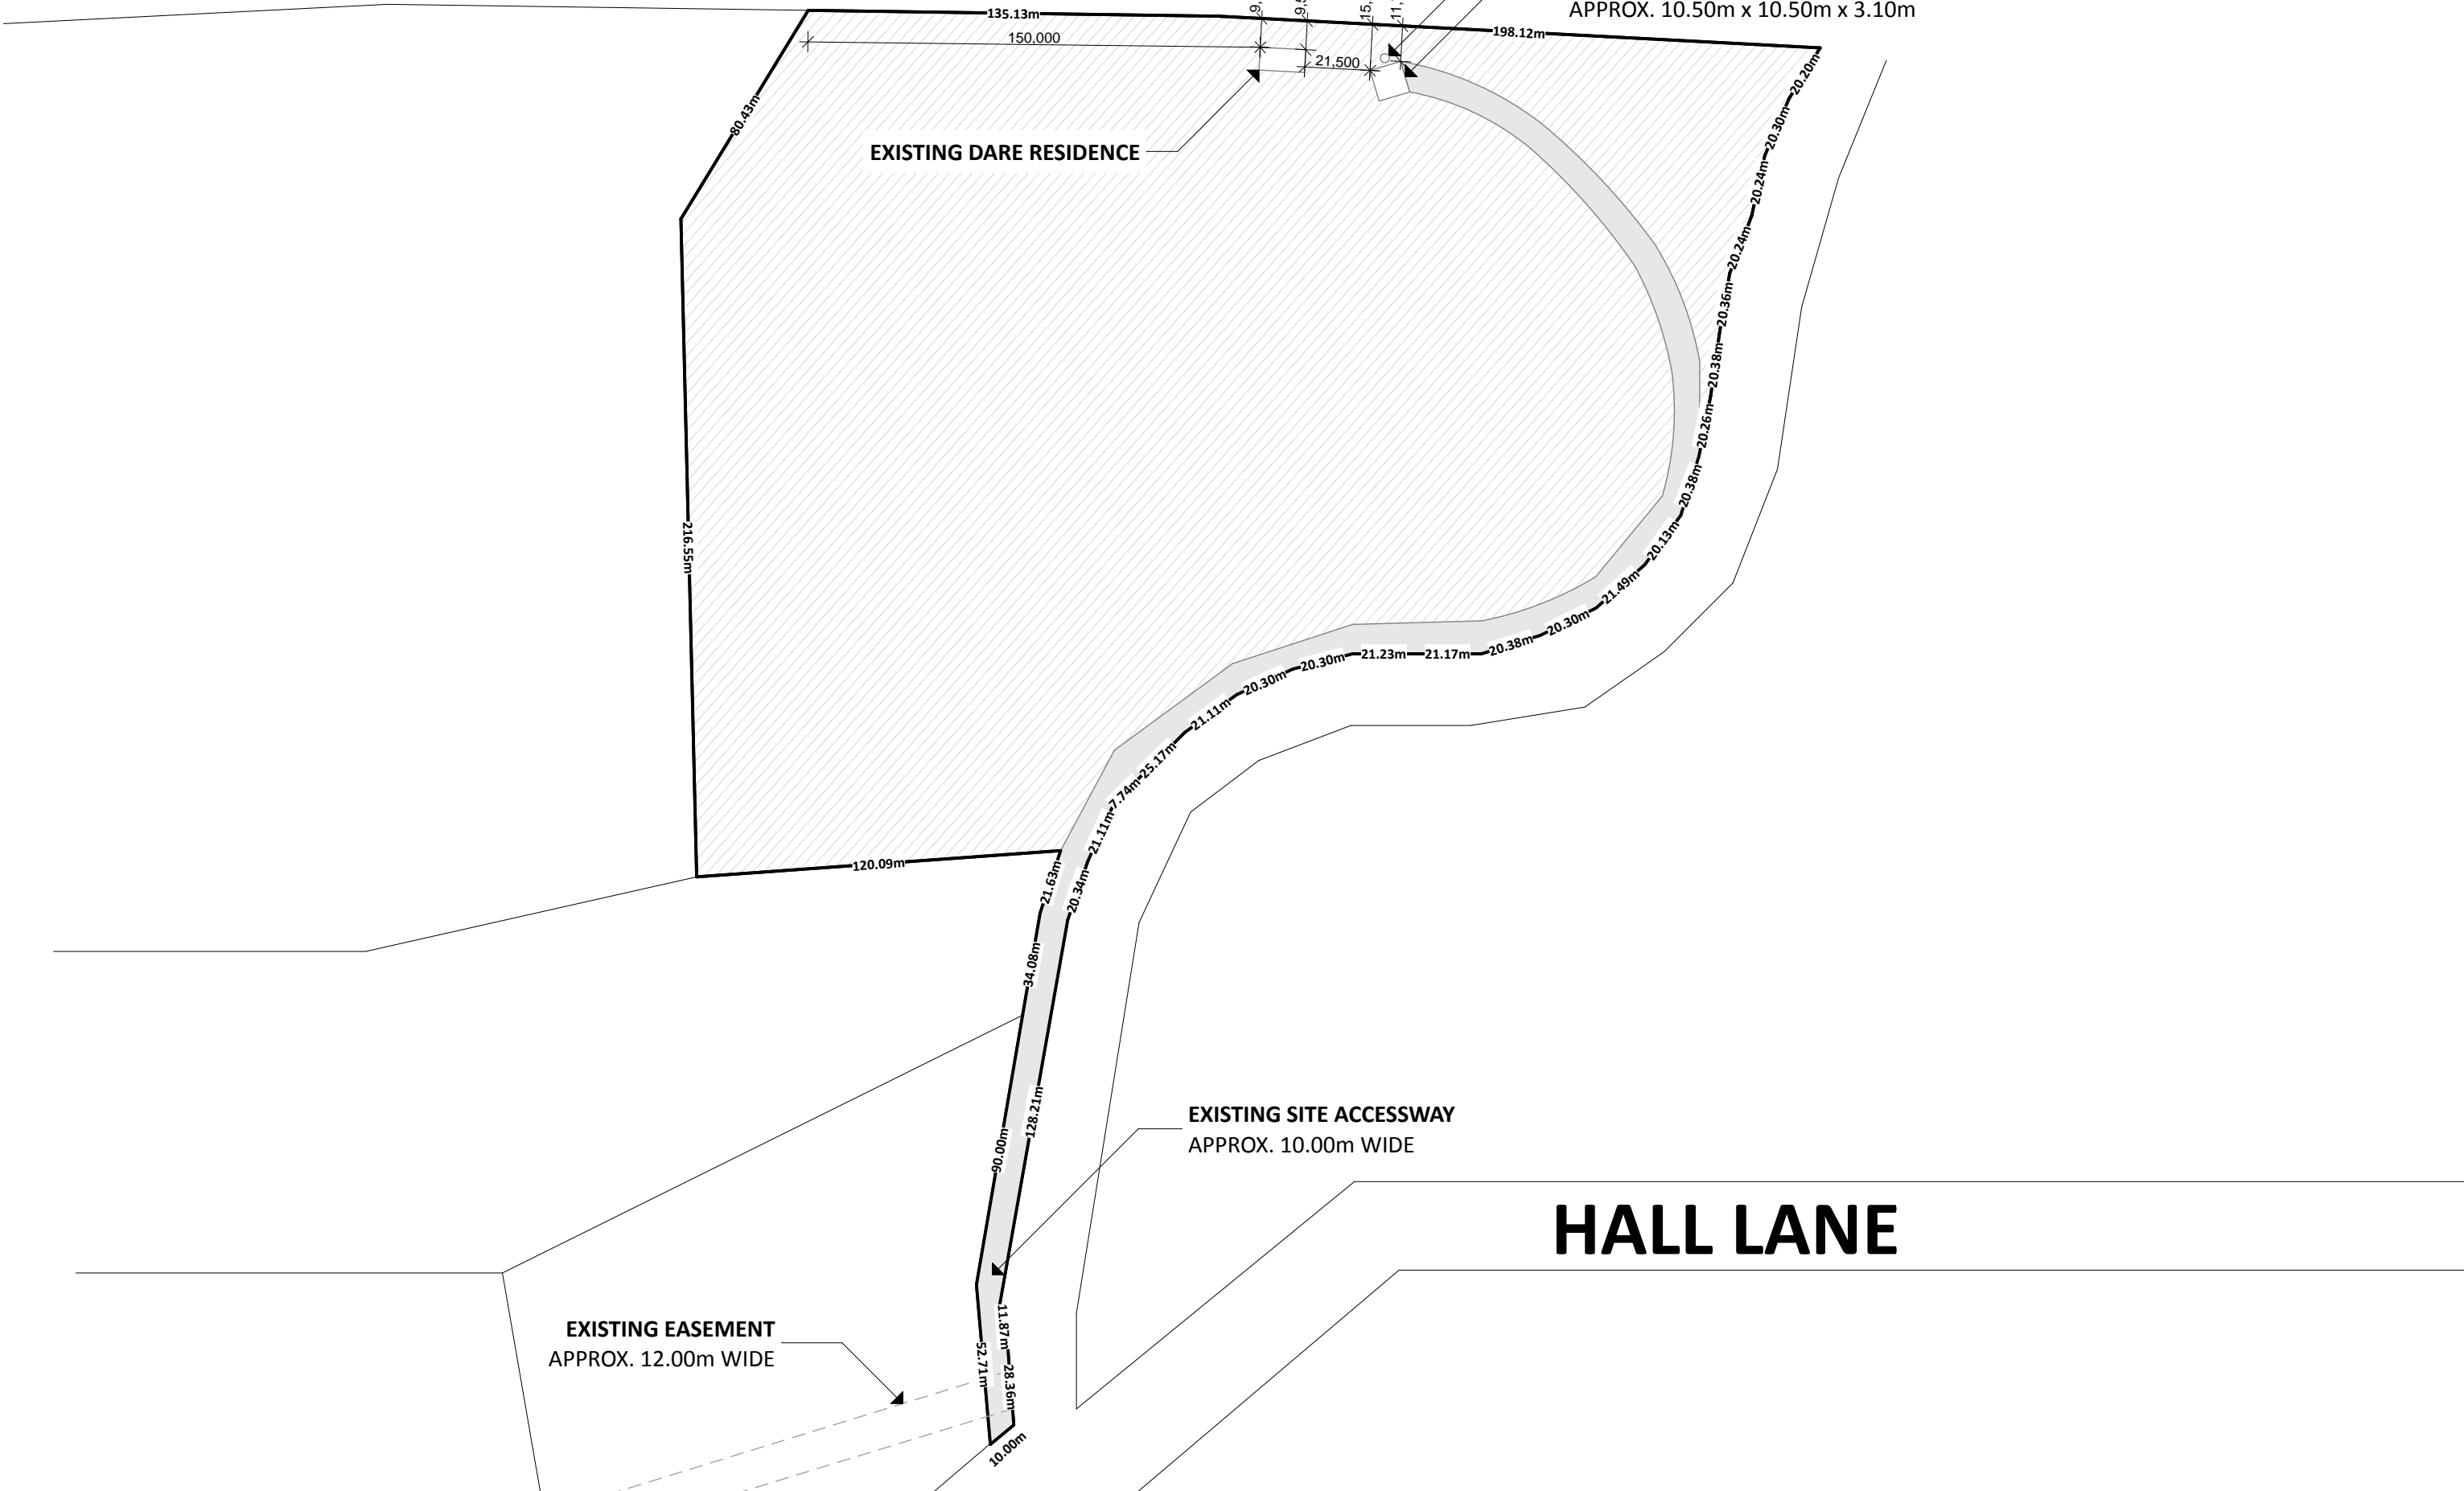 APPROX. 10.50m x 10.50m x 3.10m
135.13m
198.12m
150,000
21,500
20.20m
80.43m
20.30m
EXISTING DARE RESIDENCE
20.24m
20.24m
20.36m
20.38m
20.26m
20.38m
216.55m
20.13m
21.49m
20.30m
20.38m
21.17m
21.23m
20.30m
20.30m
21.11m
25.17m
7.74m
21.11m
120.09m
21.63m
20.34m
34.08m
128.21m
90.00m
EXISTING SITE ACCESSWAY
APPROX. 10.00m WIDE
HALL LANE
EXISTING EASEMENT
APPROX. 12.00m WIDE
11.87m
52.71m
28.36m
10.00m